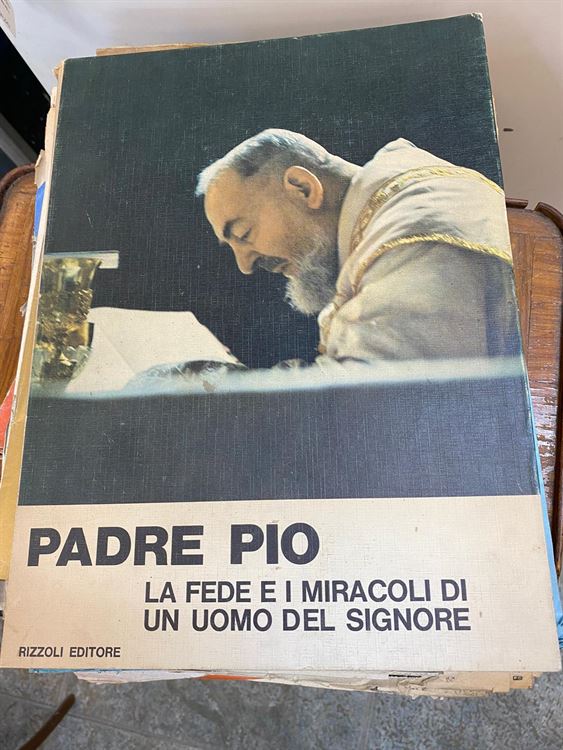 PADRE PIO
LA FEDE E I MIRACOLI DI
UN UOMO DEL SIGNORE
RIZZOLI EDITORE